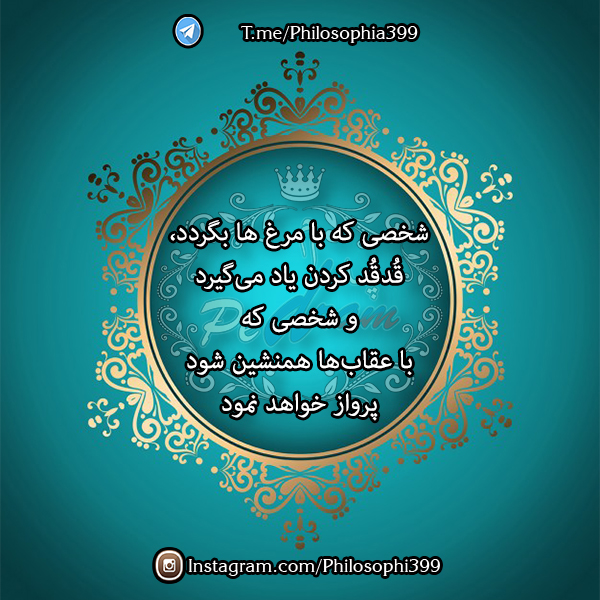 T.me/Philosophia399
شخصی که با مرغ ها بگردد،
قُدقُد کردن یاد می‌گیرد
و شخصی که
با عقاب‌ها همنشین شود
پرواز خواهد نمود
Instagram.com/Philosophi399